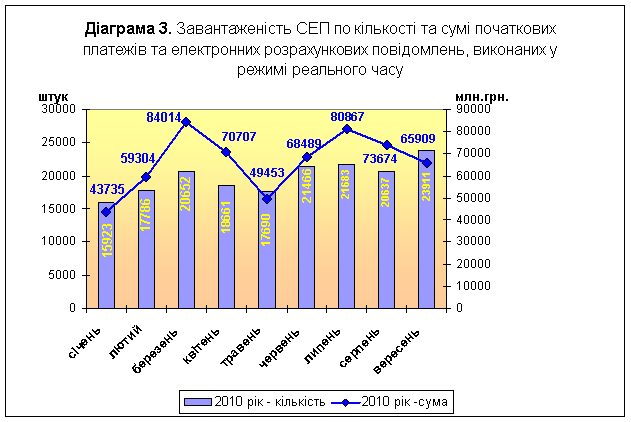 Діаграма 3. Завантаженість СЕП по кількості та сумі початкових
платежів та електронних розрахункових повідомлень, виконаних у
режимі реального часу
штук
млн.грн.
30000
25000
20000
15000
10000
5000
0
90000
80000
70000
60000
50000
40000
30000
20000
10000
0
43735
59304
84014
70707
49453
68489
80867
73674
65909
15923
17786
20652
18661
17690
21466
21693
20637
23911
січень
лютий
березень
квітень
травень
червень
липень
серпень
вересень
2010 рік - кількість
2010 рік -сума